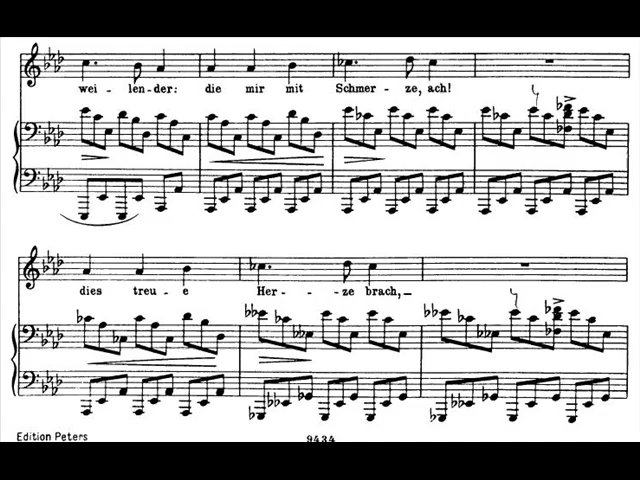 wei - len - der: die mir mit Schmer - ze, ach!
dies treu - e Her - - - ze brach,
Edition Peters
9434